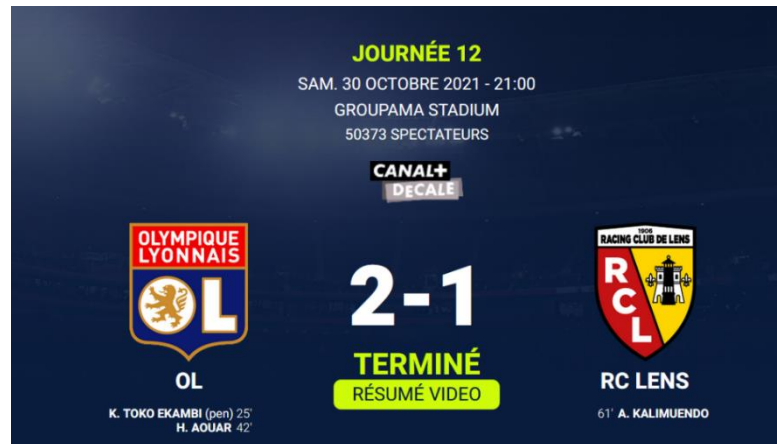 JOURNÉE 12
SAM. 30 OCTOBRE 2021 - 21:00
GROUPAMA STADIUM
50373 SPECTATEURS
CANAL+
DECALE
OLYMPIQUE
LYONNAIS
OL
1906
RACING CLUB DE LENS
R
C
L
2-1
TERMINÉ
RÉSUMÉ VIDEO
OL
K. TOKO EKAMBI (pen) 25'
H. AOUAR 42'
RC LENS
61' A. KALIMUENDO